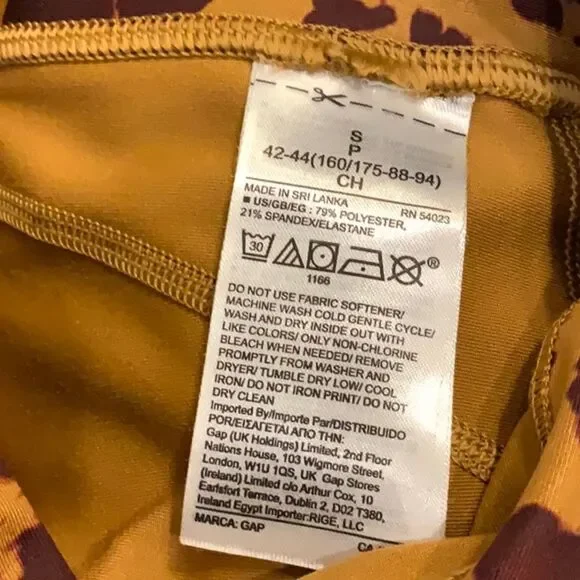 S
P
42-44(160/175-88-94)
CH
MADE IN SRI LANKA RN 54023
■ US/GB/EG : 79% POLYESTER,
21% SPANDEX/ELASTANE
30
®
1166
DO NOT USE FABRIC SOFTENER/
MACHINE WASH COLD GENTLE CYCLE/
WASH AND DRY INSIDE OUT WITH
LIKE COLORS/ ONLY NON-CHLORINE
BLEACH WHEN NEEDED/ REMOVE
PROMPTLY FROM WASHER AND
DRYER/ TUMBLE DRY LOW/ COOL
IRON/ DO NOT IRON PRINT/ DO NOT
DRY CLEAN
Imported By/Importe Par/DISTRIBUIDO
POR/ΕΙΣΑΓΕΤΑΙ ΑΠΟ ΤΗΝ:
Gap (UK Holdings) Limited, 2nd Floor
Nations House, 103 Wigmore Street,
London, W1U 1QS, UK Gap Stores
(Ireland) Limited c/o Arthur Cox, 10
Earlsfort Terrace, Dublin 2, D02 T380,
Ireland Egypt Importer:RIGE, LLC
MARCA: GAP CA